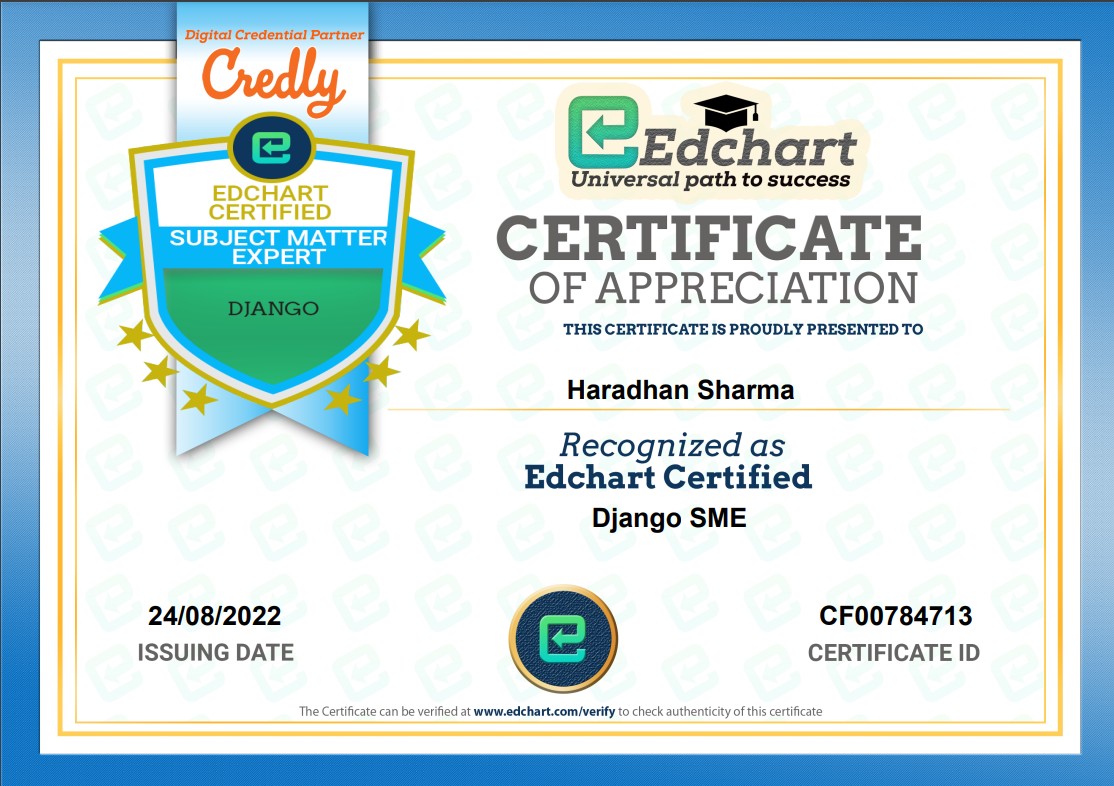 Digital Credential Partner
Credly
EDCHART
CERTIFIED
SUBJECT MATTER
EXPERT
DJANGO
Edchart
Universal path to success
CERTIFICATE
OF APPRECIATION
THIS CERTIFICATE IS PROUDLY PRESENTED TO
Haradhan Sharma
Recognized as
Edchart Certified
Django SME
24/08/2022
ISSUING DATE
CF00784713
CERTIFICATE ID
The Certificate can be verified at www.edchart.com/verify to check authenticity of this certificate